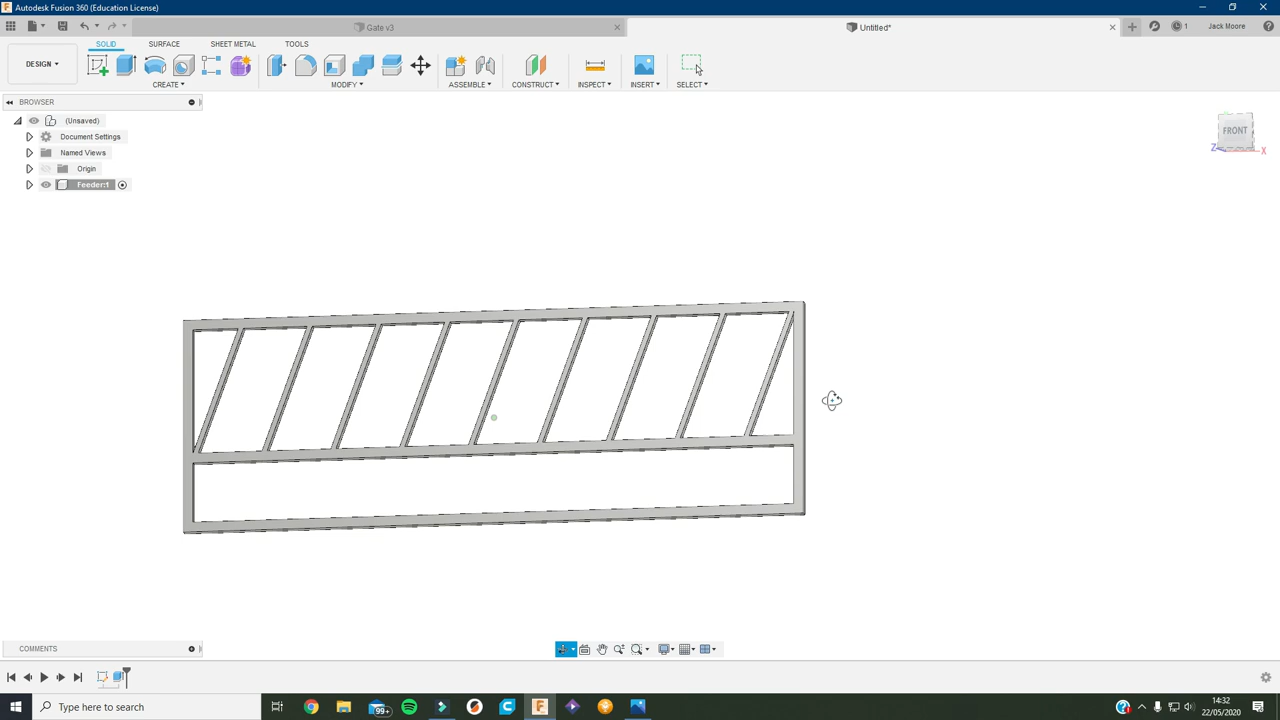 Autodesk Fusion 360 (Education License)
Gate v3
Untitled*
1
Jack Moore
SOLID
SURFACE
SHEET METAL
TOOLS
DESIGN
CREATE
MODIFY
ASSEMBLE
CONSTRUCT
INSPECT
INSERT
SELECT
BROWSER
(Unsaved)
Document Settings
Named Views
Origin
Feeder:1
FRONT
Z
X
COMMENTS
Type here to search
99+
14:32
22/05/2020